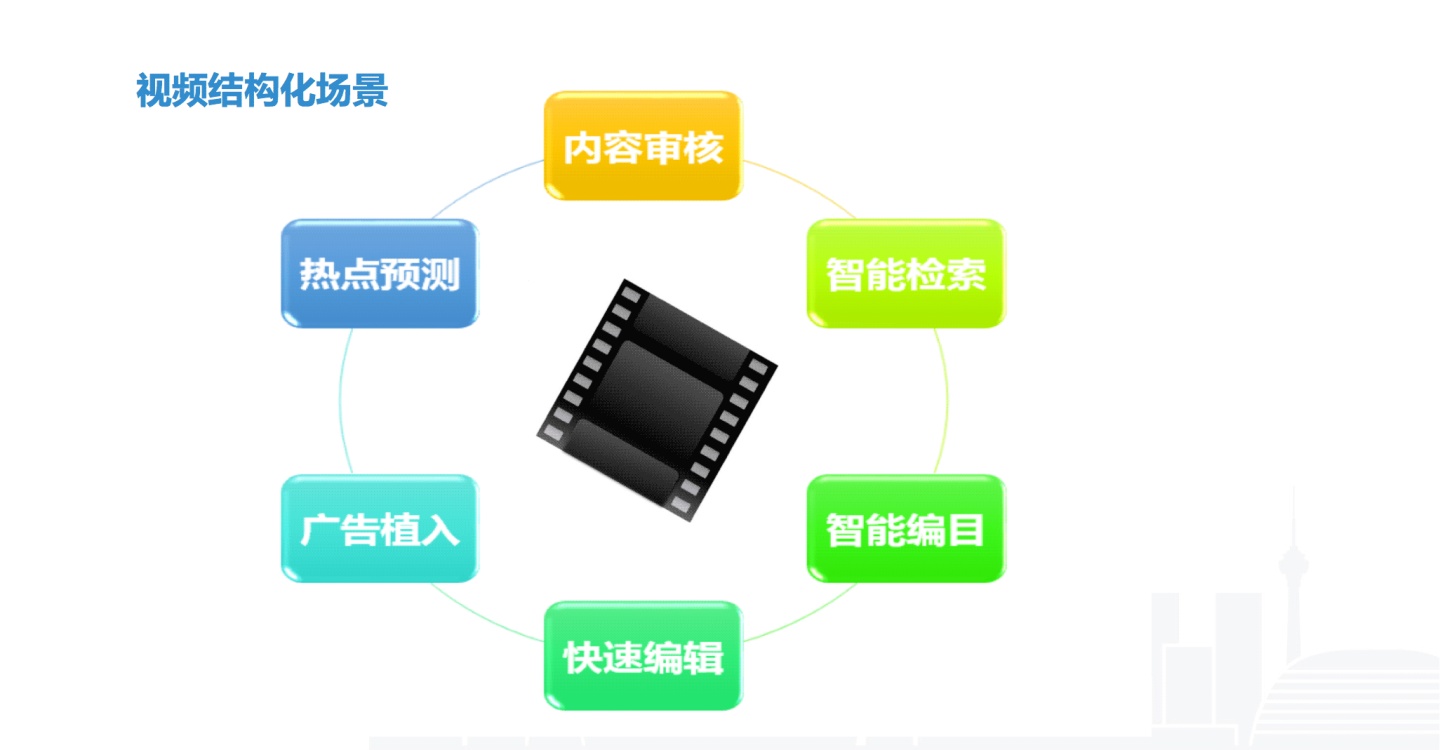 视频结构化场景
内容审核
热点预测
智能检索
广告植入
智能编目
快速编辑